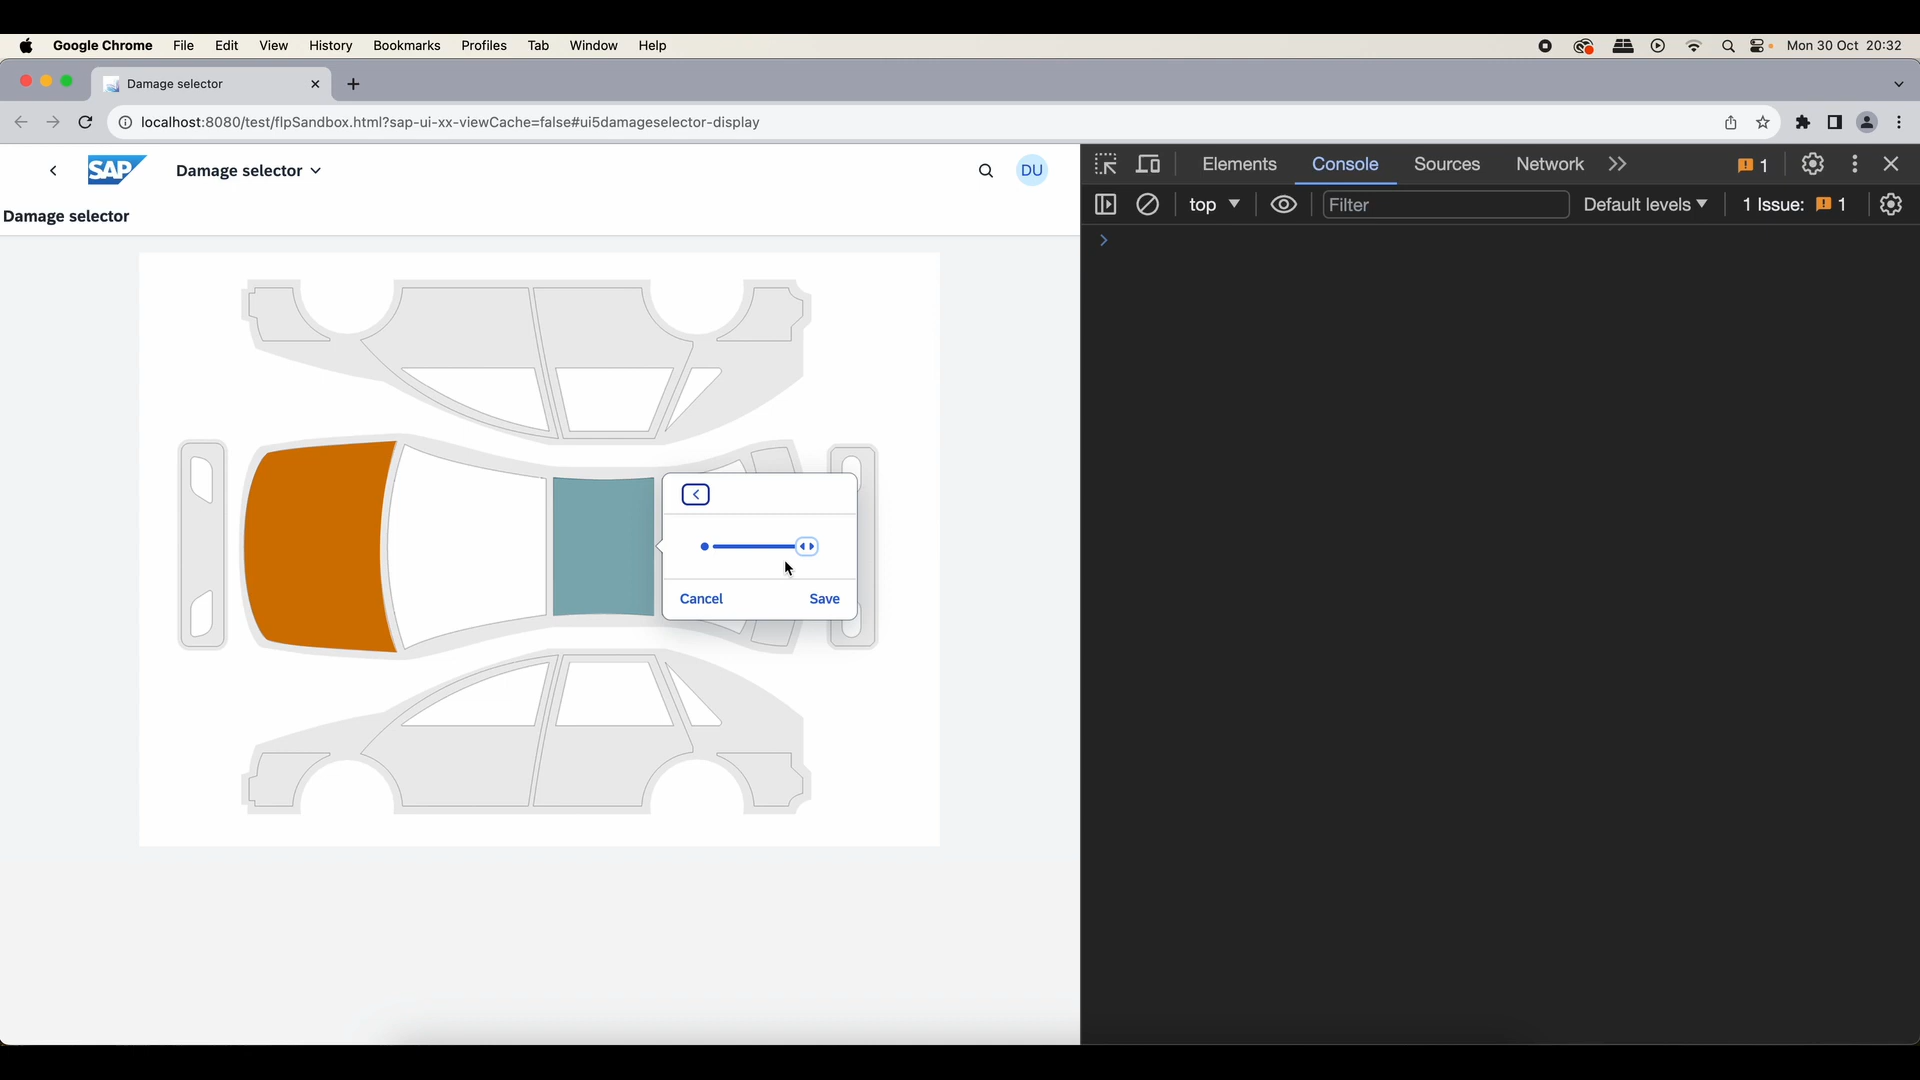 Google Chrome File Edit View History Bookmarks Profiles Tab Window Help Mon 30 Oct 20:32
Damage selector
localhost:8080/test/flpSandbox.html?sap-ui-xx-viewCache=false#ui5damageselector-display
SAP Damage selector DU
Damage selector
Cancel Save
Elements Console Sources Network 1
top Filter Default levels 1 Issue: 1